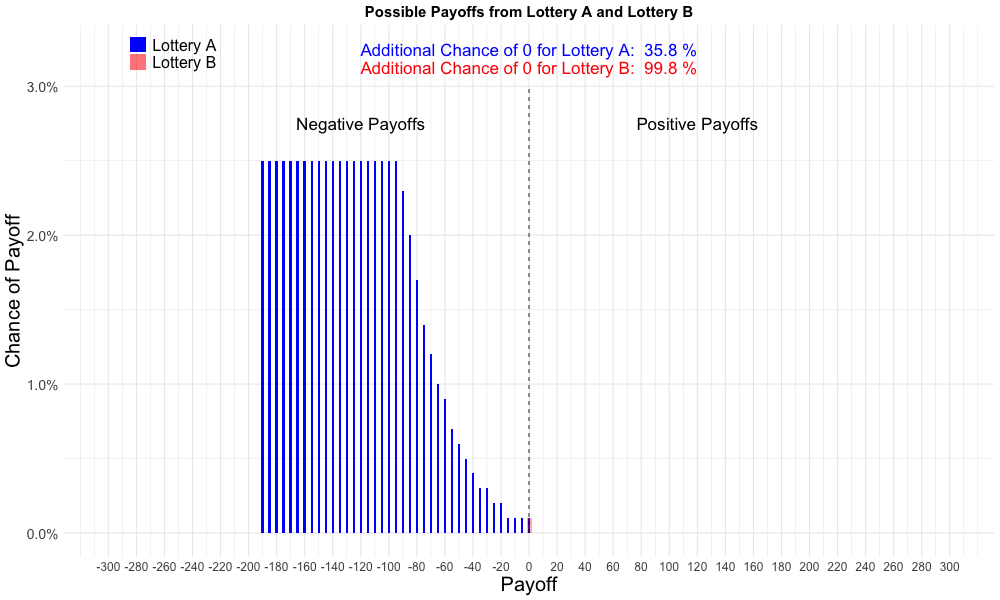 Possible Payoffs from Lottery A and Lottery B
Lottery A
Lottery B
Additional Chance of 0 for Lottery A: 35.8 %
Additional Chance of 0 for Lottery B: 99.8 %
Negative Payoffs
Positive Payoffs
Chance of Payoff
3.0%
2.0%
1.0%
0.0%
-300 -280 -260 -240 -220 -200 -180 -160 -140 -120 -100 -80 -60 -40 -20 0 20 40 60 80 100 120 140 160 180 200 220 240 260 280 300
Payoff